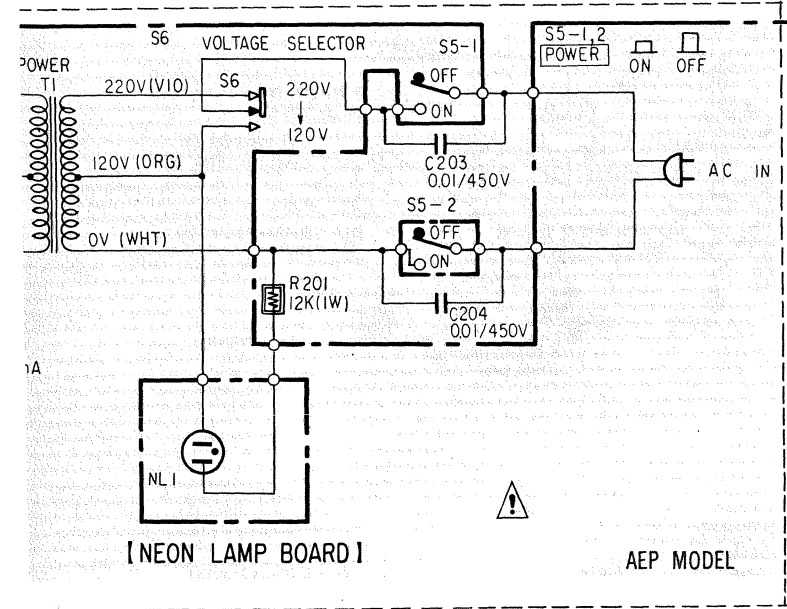 S6
VOLTAGE SELECTOR
S5-1
S5-1,2
POWER
ON
OFF
POWER
T1
220V(VIO)
S6
220V
120V
OFF
ON
C203
0.01/450V
120V (ORG)
AC IN
S5-2
OFF
ON
0V (WHT)
R201
12K(1W)
C204
0.01/450V
NL1
[NEON LAMP BOARD]
AEP MODEL